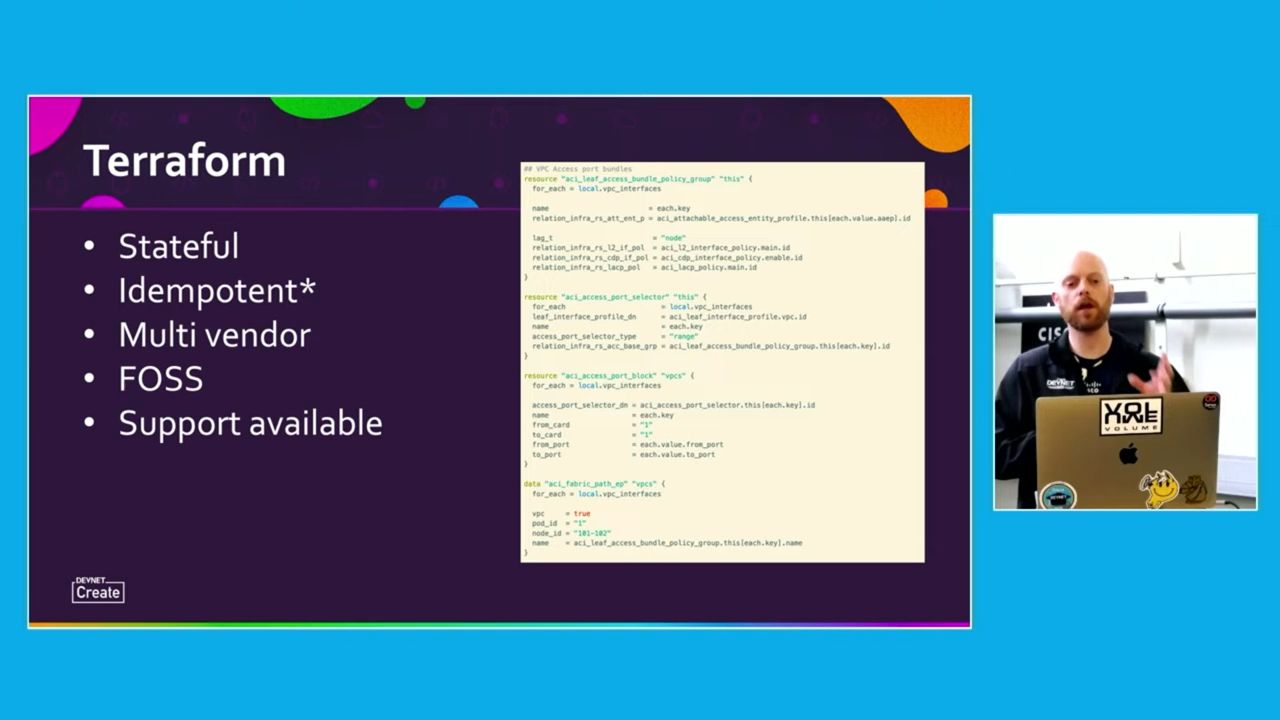 Terraform
• Stateful
• Idempotent*
• Multi vendor
• FOSS
• Support available
## VPC Access port bundles
resource "aci_leaf_access_bundle_policy_group" "this" {
for_each = local.vpc_interfaces
name = each.key
relation_infra_rs_att_ent_p = aci_attachable_access_entity_profile.this[each.value.aaep].id
lag_t = "node"
relation_infra_rs_l2_if_pol = aci_l2_interface_policy.main.id
relation_infra_rs_cdp_if_pol = aci_cdp_interface_policy.enable.id
relation_infra_rs_lacp_pol = aci_lacp_policy.main.id
}
resource "aci_access_port_selector" "this" {
for_each = local.vpc_interfaces
leaf_interface_profile_dn = aci_leaf_interface_profile.vpc.id
name = each.key
access_port_selector_type = "range"
relation_infra_rs_acc_base_grp = aci_leaf_access_bundle_policy_group.this[each.key].id
}
resource "aci_access_port_block" "vpcs" {
for_each = local.vpc_interfaces
access_port_selector_dn = aci_access_port_selector.this[each.key].id
name = each.key
from_card = "1"
to_card = "1"
from_port = each.value.from_port
to_port = each.value.to_port
}
data "aci_fabric_path_ep" "vpcs" {
for_each = local.vpc_interfaces
vpc = true
pod_id = "1"
node_id = "101-102"
name = aci_leaf_access_bundle_policy_group.this[each.key].name
}
DEVNET
Create
CISC
DEVNET
VOLUME
DEVNET